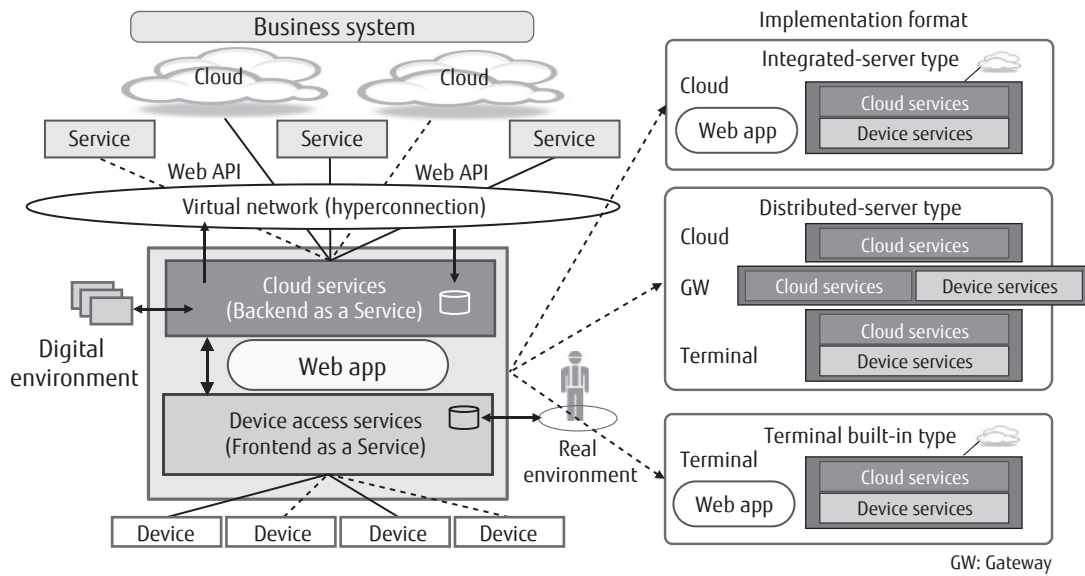 Business system
Cloud
Cloud
Service
Service
Service
Web API
Web API
Virtual network (hyperconnection)
Cloud services
(Backend as a Service)
Digital
environment
Web app
Device access services
(Frontend as a Service)
Real
environment
Device
Device
Device
Device
Implementation format
Integrated-server type
Cloud
Web app
Cloud services
Device services
Distributed-server type
Cloud
Cloud services
GW
Cloud services
Device services
Terminal
Cloud services
Device services
Terminal built-in type
Terminal
Web app
Cloud services
Device services
GW: Gateway